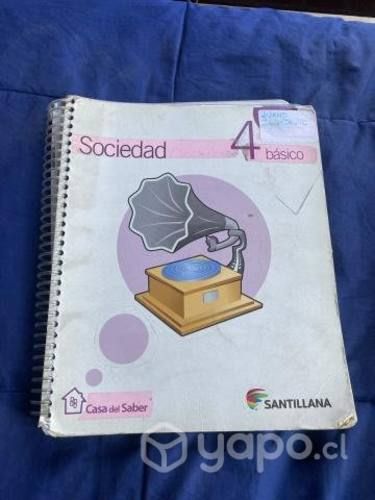 Sociedad
4
básico
Casa del Saber
SANTILLANA
yapo.cl